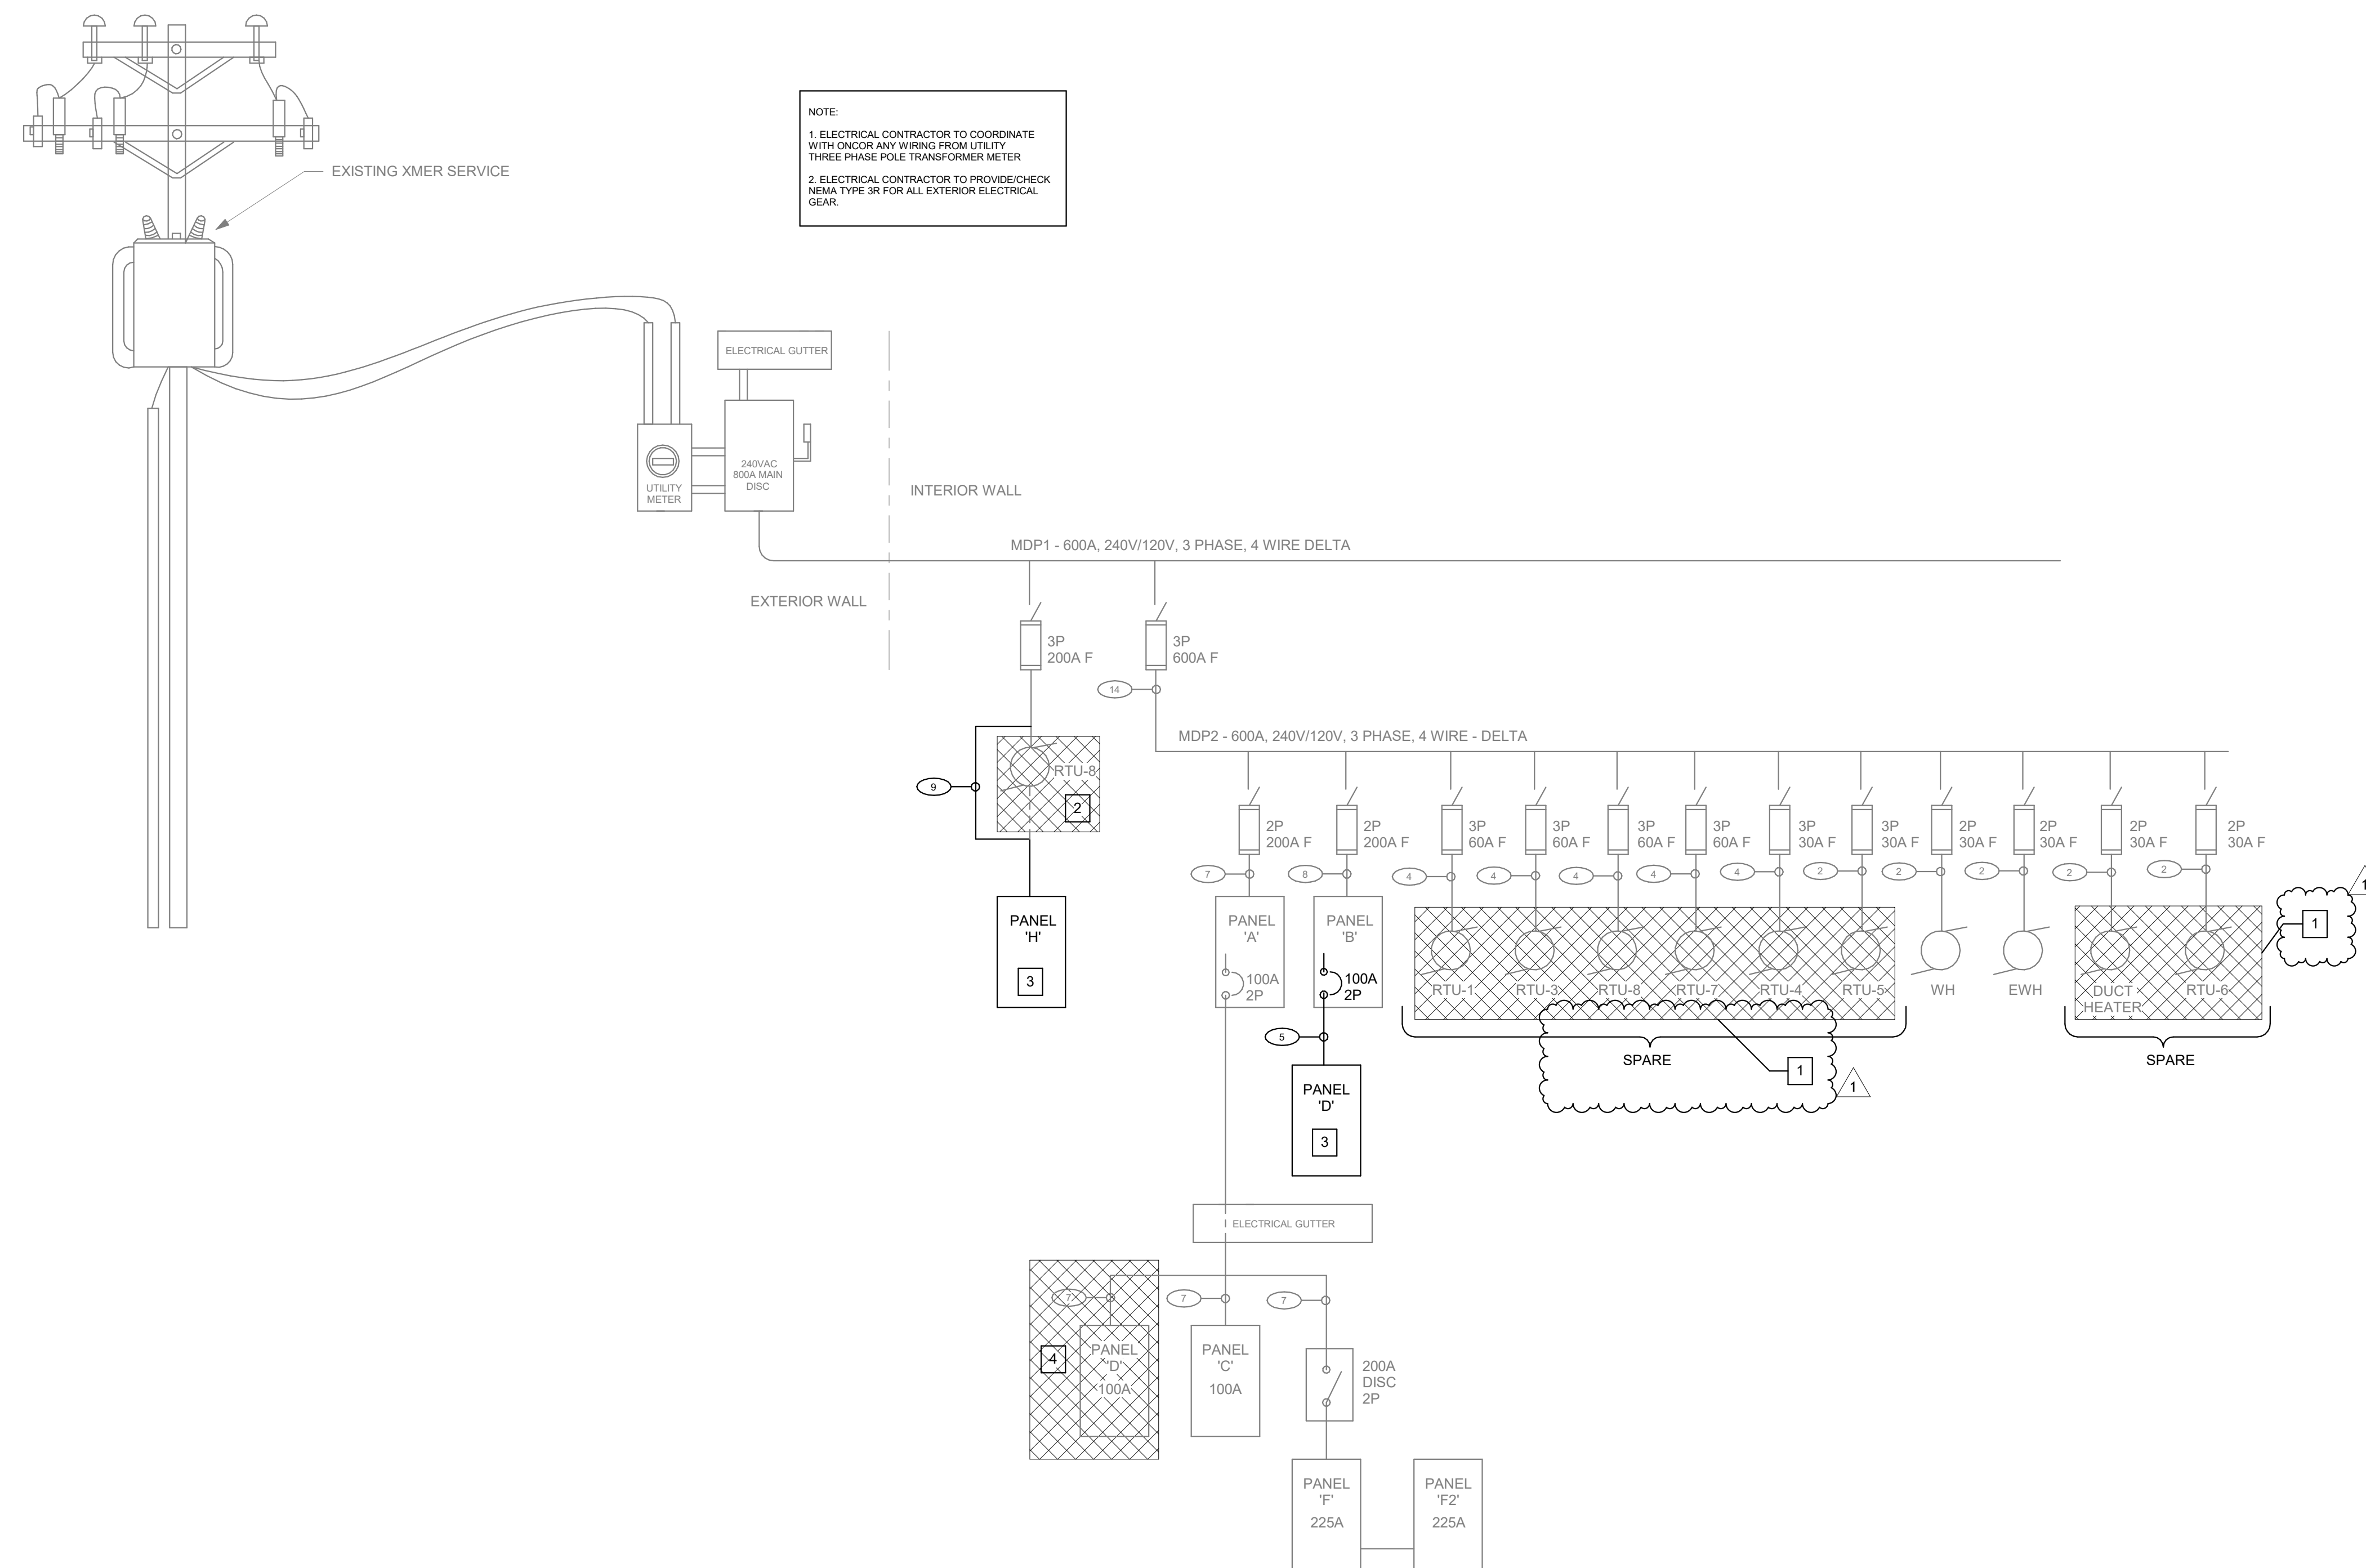 NOTE:
1. ELECTRICAL CONTRACTOR TO COORDINATE
WITH ONCOR ANY WIRING FROM UTILITY
THREE PHASE POLE TRANSFORMER METER
2. ELECTRICAL CONTRACTOR TO PROVIDE/CHECK
NEMA TYPE 3R FOR ALL EXTERIOR ELECTRICAL
GEAR.
EXISTING XMER SERVICE
ELECTRICAL GUTTER
240VAC
800A MAIN
DISC
UTILITY
METER
INTERIOR WALL
EXTERIOR WALL
MDP1 - 600A, 240V/120V, 3 PHASE, 4 WIRE DELTA
3P
200A F
3P
600A F
14
MDP2 - 600A, 240V/120V, 3 PHASE, 4 WIRE - DELTA
9
RTU-8
2
PANEL
'H'
3
2P
200A F
2P
200A F
3P
60A F
3P
60A F
3P
60A F
3P
60A F
3P
30A F
3P
30A F
2P
30A F
2P
30A F
2P
30A F
2P
30A F
7
8
4
4
4
4
4
2
2
2
2
2
PANEL
'A'
100A
2P
PANEL
'B'
100A
2P
RTU-1
RTU-3
RTU-8
RTU-7
RTU-4
RTU-5
WH
EWH
DUCT
HEATER
RTU-6
1
1
SPARE
1
1
SPARE
5
PANEL
'D'
3
ELECTRICAL GUTTER
7
7
7
4
PANEL
'D'
100A
PANEL
'C'
100A
200A
DISC
2P
PANEL
'F'
225A
PANEL
'F2'
225A